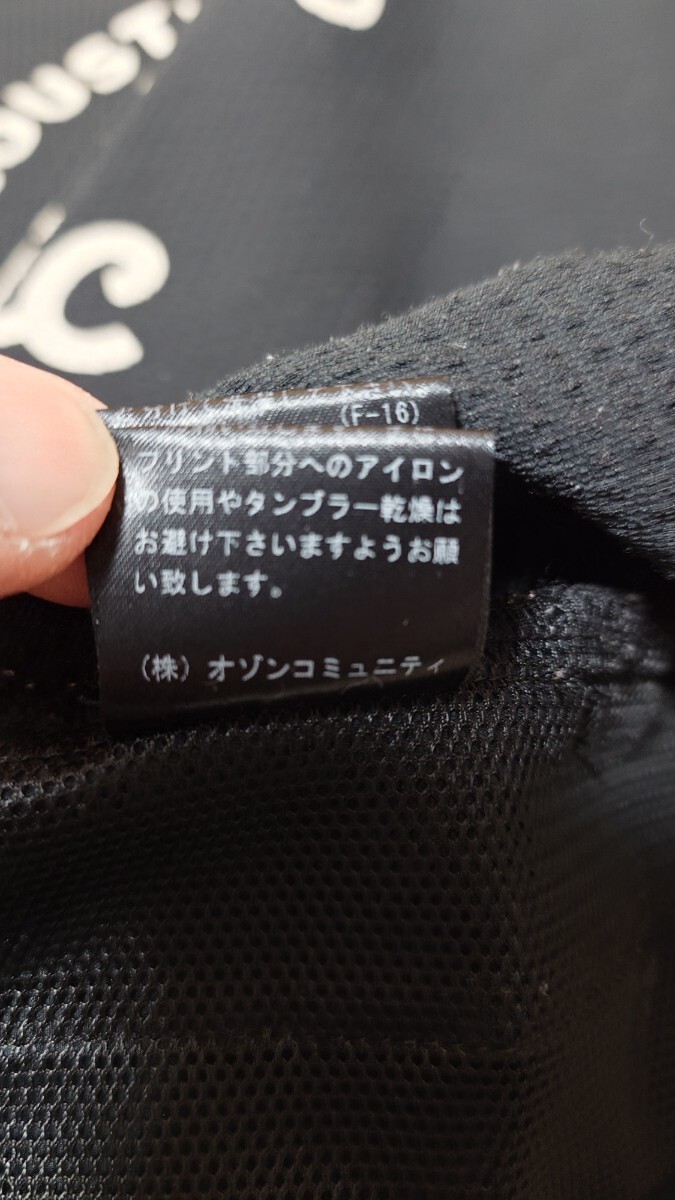 (F-16)
プリント部分へのアイロン
の使用やタンブラー乾燥は
お避け下さいますようお願
い致します。
(株)オゾンコミュニティ